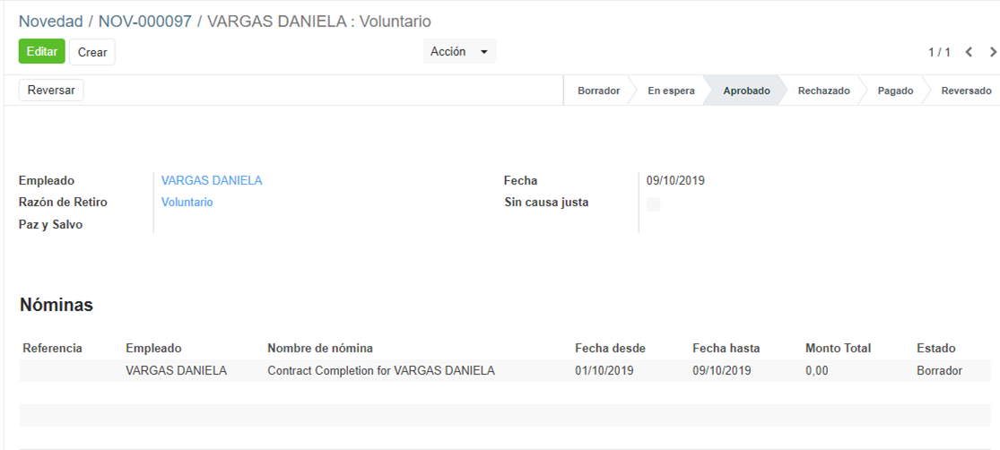 Novedad / NOV-000097 / VARGAS DANIELA : Voluntario
Editar Crear Acción 1 / 1
Reversar Borrador En espera Aprobado Rechazado Pagado Reversado
Empleado VARGAS DANIELA Fecha 09/10/2019
Razón de Retiro Voluntario Sin causa justa
Paz y Salvo
Nóminas
Referencia Empleado Nombre de nómina Fecha desde Fecha hasta Monto Total Estado
VARGAS DANIELA Contract Completion for VARGAS DANIELA 01/10/2019 09/10/2019 0,00 Borrador